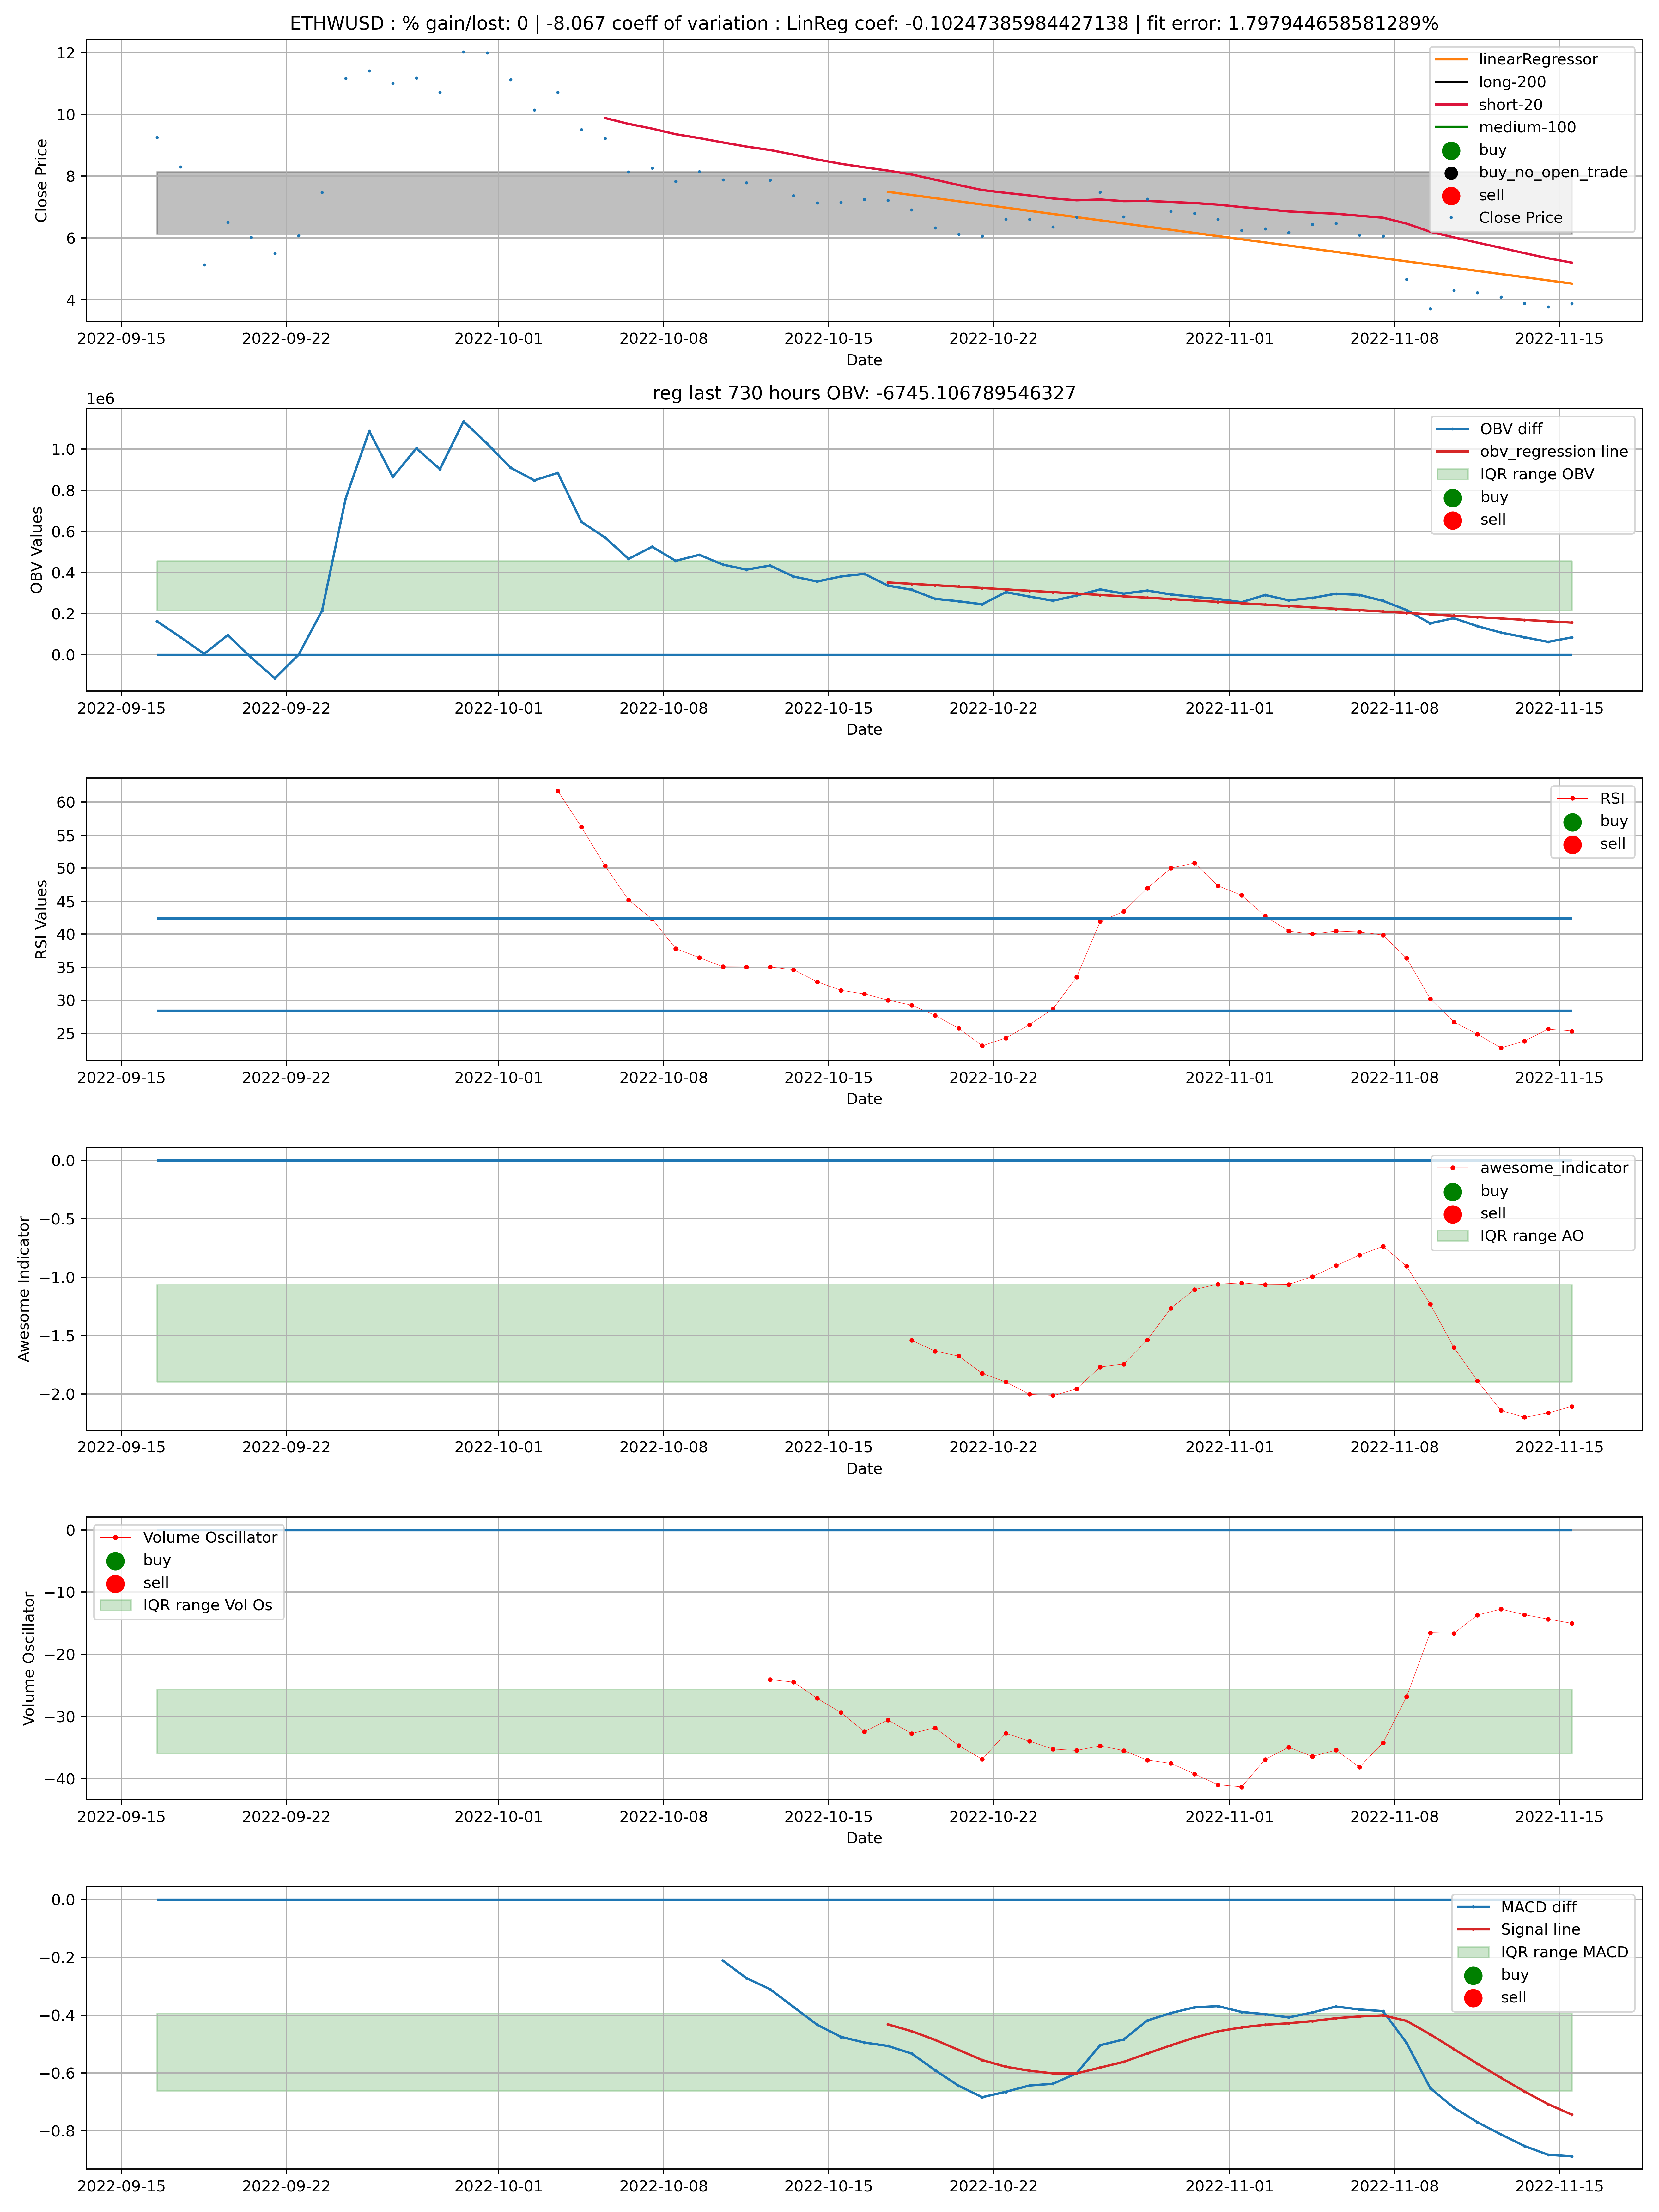 ETHWUSD : % gain/lost: 0 | -8.067 coeff of variation : LinReg coef: -0.10247385984427138 | fit error: 1.797944658581289%
12
10
8
6
4
Close Price
linearRegressor
long-200
short-20
medium-100
buy
buy_no_open_trade
sell
Close Price
2022-09-15 2022-09-22 2022-10-01 2022-10-08 2022-10-15 2022-10-22 2022-11-01 2022-11-08 2022-11-15
Date
reg last 730 hours OBV: -6745.106789546327
1e6
1.0
0.8
0.6
0.4
0.2
0.0
OBV Values
OBV diff
obv_regression line
IQR range OBV
buy
sell
2022-09-15 2022-09-22 2022-10-01 2022-10-08 2022-10-15 2022-10-22 2022-11-01 2022-11-08 2022-11-15
Date
60
55
50
45
40
35
30
25
RSI Values
RSI
buy
sell
2022-09-15 2022-09-22 2022-10-01 2022-10-08 2022-10-15 2022-10-22 2022-11-01 2022-11-08 2022-11-15
Date
0.0
−0.5
−1.0
−1.5
−2.0
Awesome Indicator
awesome_indicator
buy
sell
IQR range AO
2022-09-15 2022-09-22 2022-10-01 2022-10-08 2022-10-15 2022-10-22 2022-11-01 2022-11-08 2022-11-15
Date
0
−10
−20
−30
−40
Volume Oscillator
Volume Oscillator
buy
sell
IQR range Vol Os
2022-09-15 2022-09-22 2022-10-01 2022-10-08 2022-10-15 2022-10-22 2022-11-01 2022-11-08 2022-11-15
Date
0.0
−0.2
−0.4
−0.6
−0.8
MACD diff
Signal line
IQR range MACD
buy
sell
2022-09-15 2022-09-22 2022-10-01 2022-10-08 2022-10-15 2022-10-22 2022-11-01 2022-11-08 2022-11-15